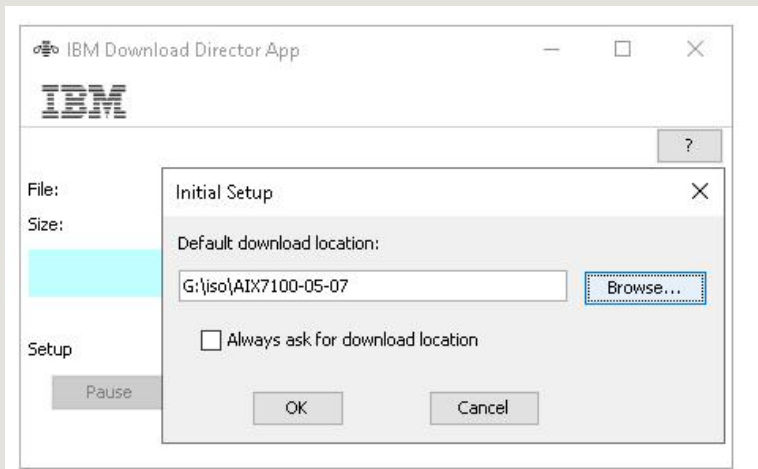 IBM Download Director App
IBM
?
File:
Size:
Setup
Pause
Initial Setup
Default download location:
G:\iso\AIX7100-05-07
Browse...
Always ask for download location
OK
Cancel